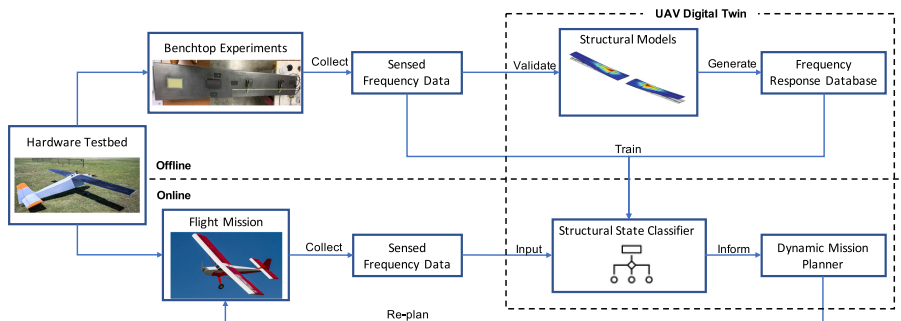 UAV Digital Twin
Benchtop Experiments
Collect
Sensed
Frequency Data
Validate
Structural Models
Generate
Frequency
Response Database
Hardware Testbed
Train
Offline
Online
Flight Mission
Collect
Sensed
Frequency Data
Input
Structural State Classifier
Inform
Dynamic Mission
Planner
Re-plan